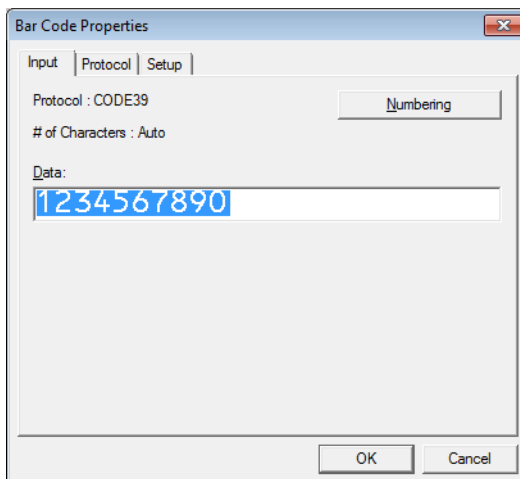 Bar Code Properties
Input Protocol Setup
Protocol : CODE39 Numbering
# of Characters : Auto
Data:
1234567890
OK Cancel